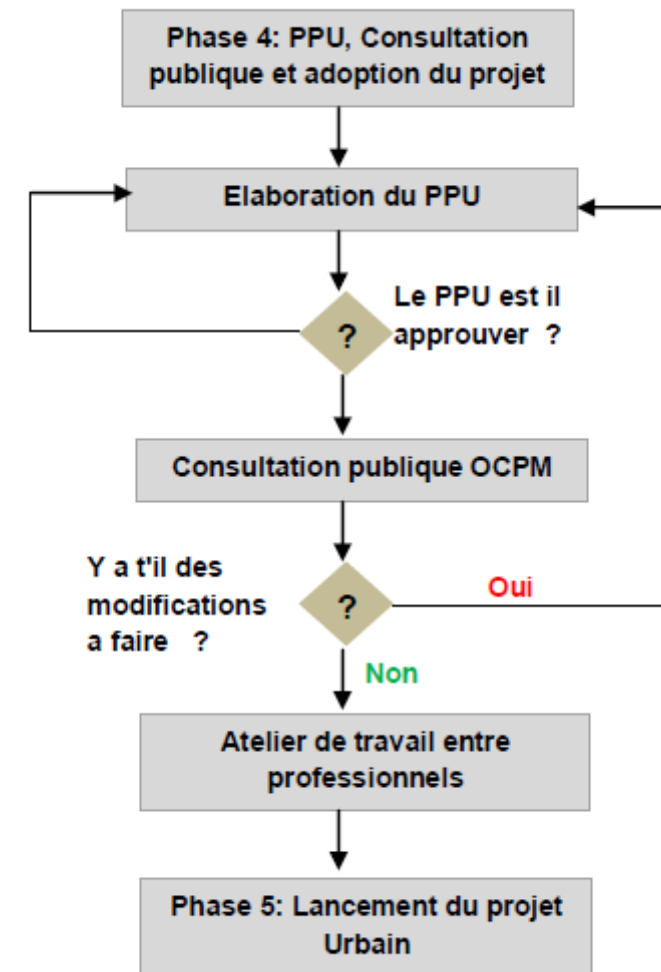 Phase 4: PPU, Consultation
publique et adoption du projet
Elaboration du PPU
Le PPU est il
approuver ?
?
Consultation publique OCPM
Y a t'il des
modifications
a faire ?
?
Oui
Non
Atelier de travail entre
professionnels
Phase 5: Lancement du projet
Urbain